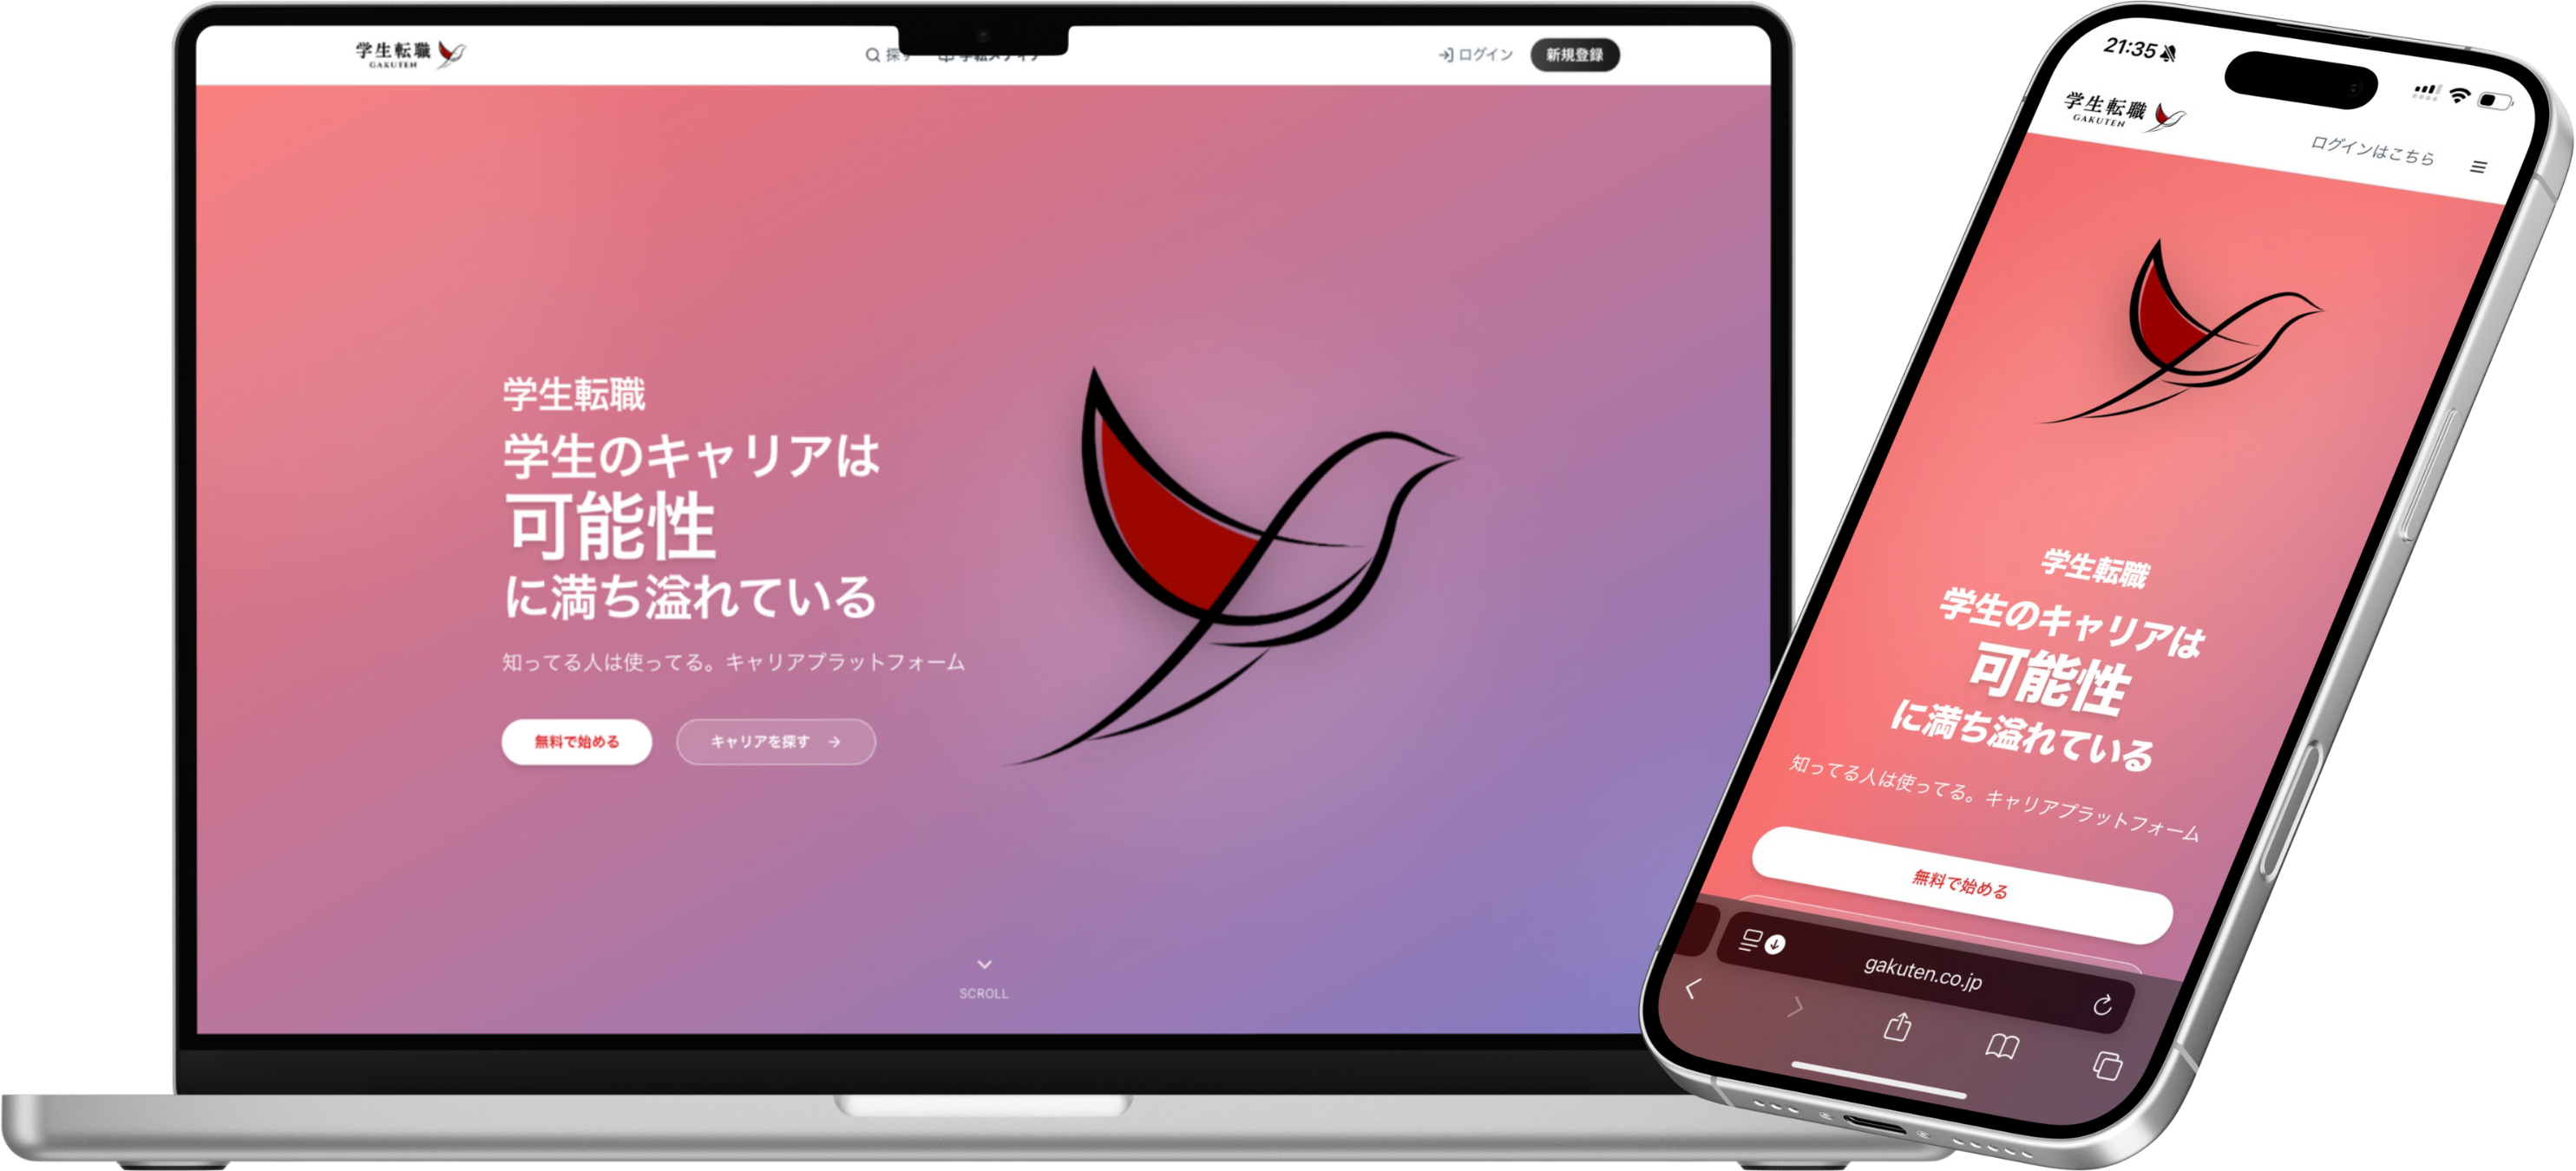 学生転職
GAKUTEN
探す
ログイン
新規登録
学生転職
学生のキャリアは
可能性
に満ち溢れている
知ってる人は使ってる。キャリアプラットフォーム
無料で始める
キャリアを探す →
SCROLL
21:35
学生転職
GAKUTEN
ログインはこちら
学生転職
学生のキャリアは
可能性
に満ち溢れている
知ってる人は使ってる。キャリアプラットフォーム
無料で始める
gakuten.co.jp